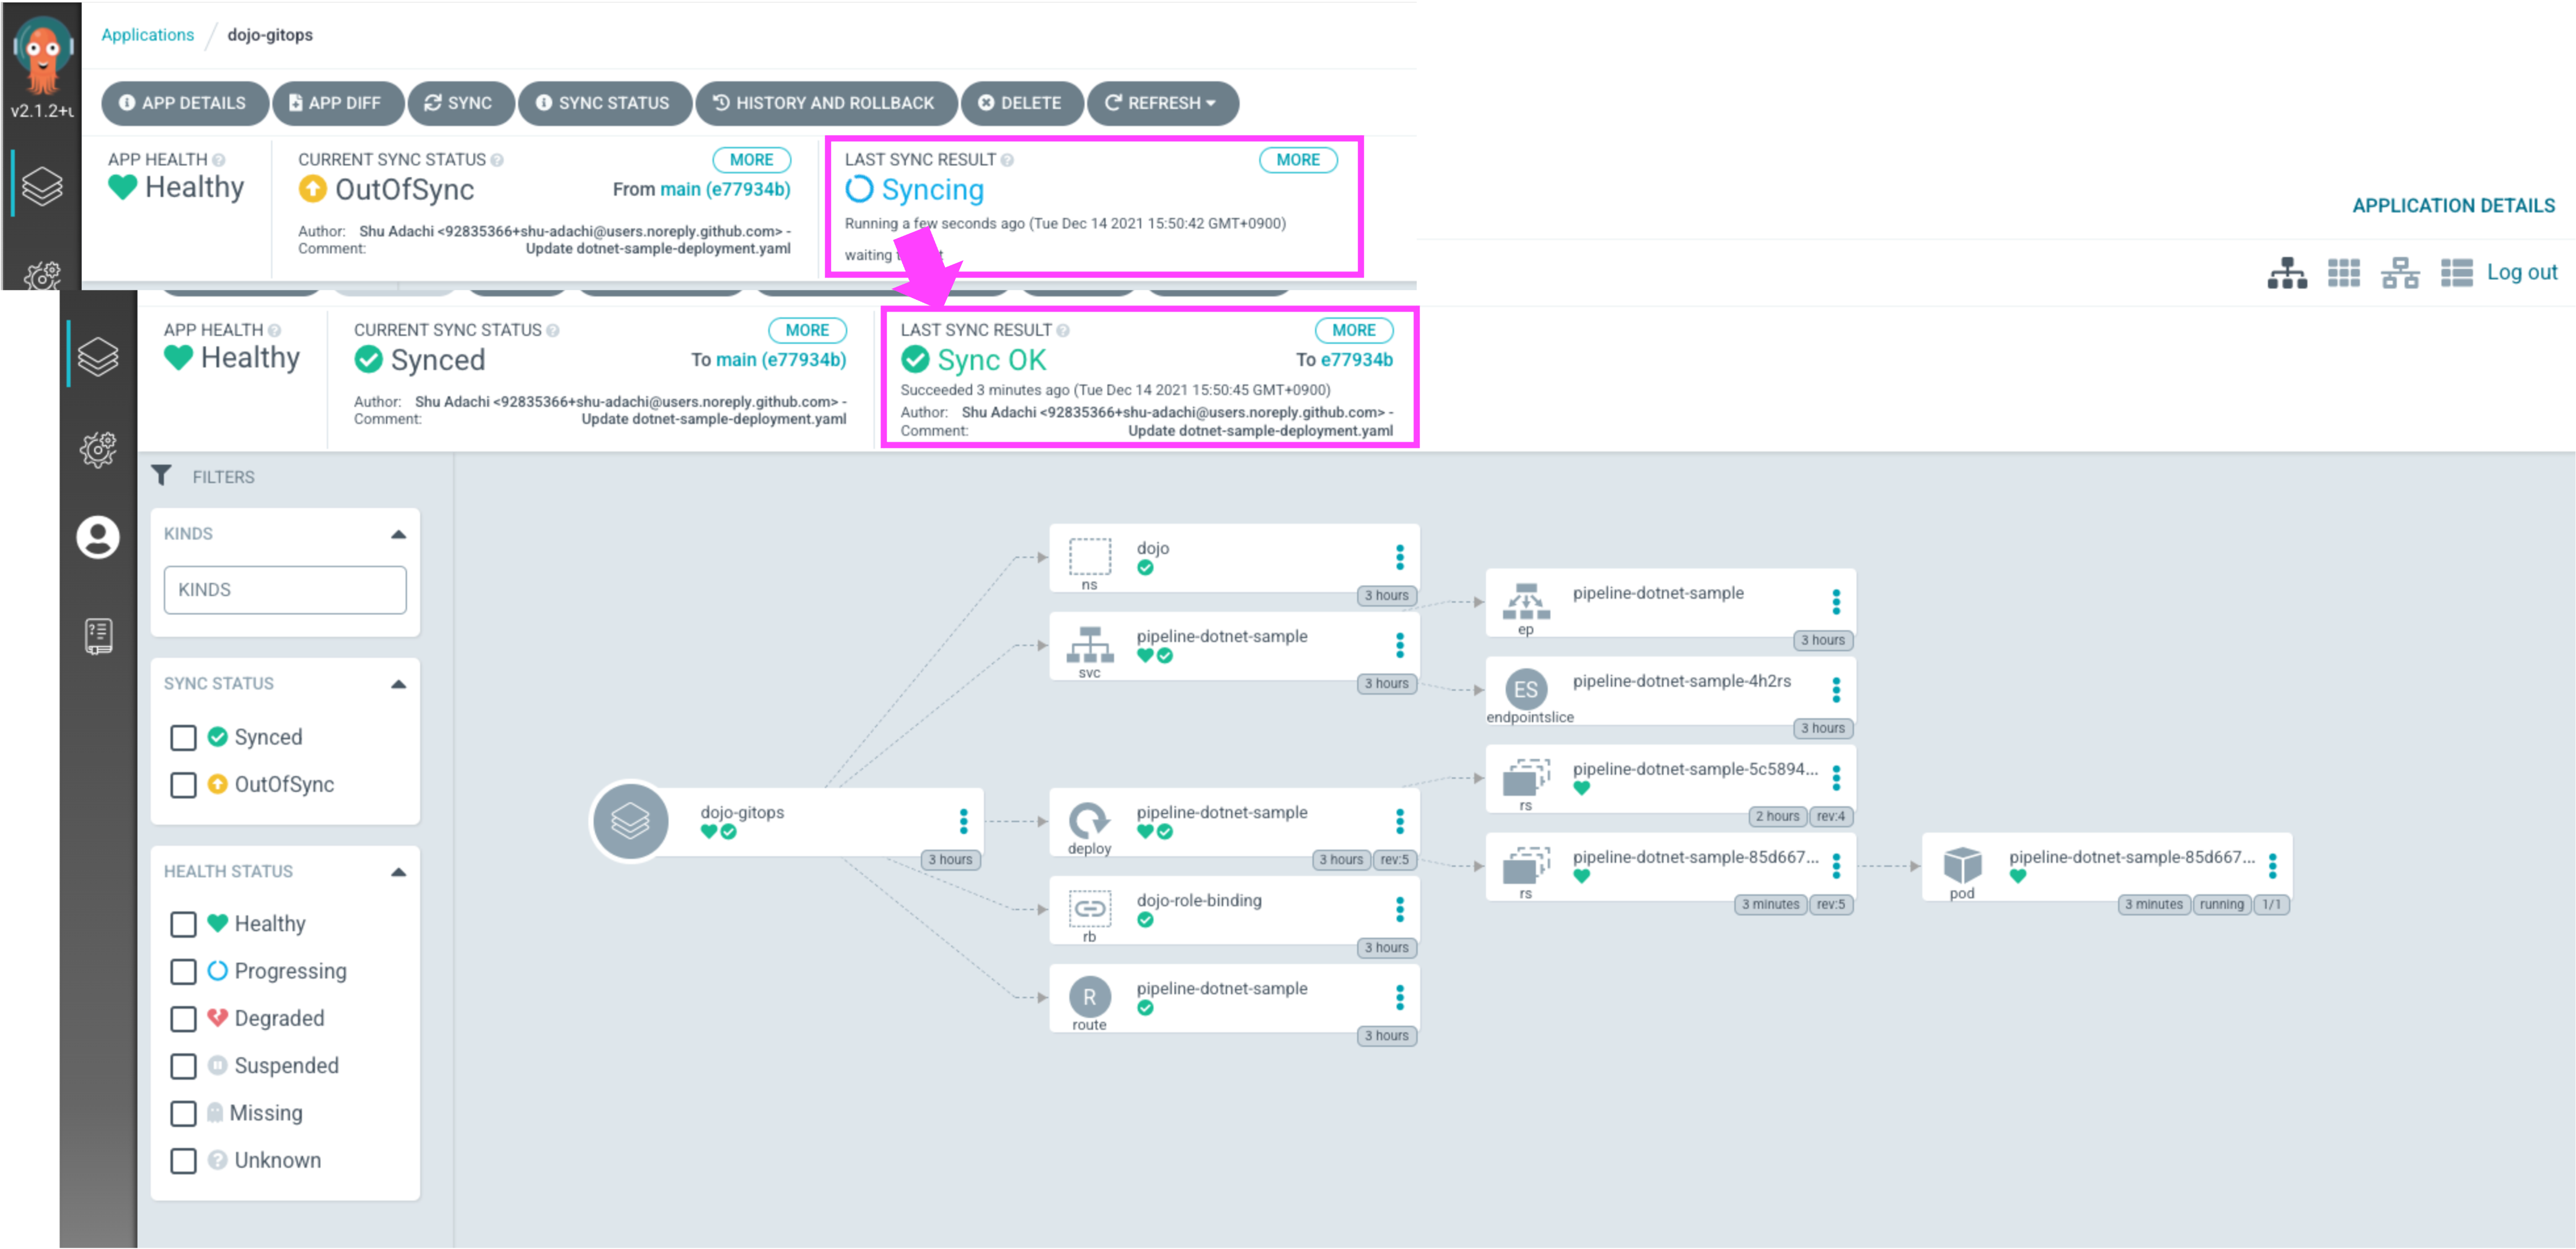 Applications / dojo-gitops
v2.1.2+
APP DETAILS
APP DIFF
SYNC
SYNC STATUS
HISTORY AND ROLLBACK
DELETE
REFRESH
APP HEALTH
Healthy
CURRENT SYNC STATUS
MORE
OutOfSync
From main (e77934b)
Author: Shu Adachi <92835366+shu-adachi@users.noreply.github.com> -
Comment: Update dotnet-sample-deployment.yaml
LAST SYNC RESULT
MORE
Syncing
Running a few seconds ago (Tue Dec 14 2021 15:50:42 GMT+0900)
waiting
APPLICATION DETAILS
Log out
APP HEALTH
Healthy
CURRENT SYNC STATUS
MORE
Synced
To main (e77934b)
Author: Shu Adachi <92835366+shu-adachi@users.noreply.github.com> -
Comment: Update dotnet-sample-deployment.yaml
LAST SYNC RESULT
MORE
Sync OK
To e77934b
Succeeded 3 minutes ago (Tue Dec 14 2021 15:50:45 GMT+0900)
Author: Shu Adachi <92835366+shu-adachi@users.noreply.github.com> -
Comment: Update dotnet-sample-deployment.yaml
FILTERS
KINDS
KINDS
SYNC STATUS
Synced
OutOfSync
HEALTH STATUS
Healthy
Progressing
Degraded
Suspended
Missing
Unknown
dojo-gitops
3 hours
dojo
ns
3 hours
pipeline-dotnet-sample
svc
3 hours
pipeline-dotnet-sample
deploy
3 hours
rev:5
dojo-role-binding
rb
3 hours
R
pipeline-dotnet-sample
route
3 hours
pipeline-dotnet-sample
ep
3 hours
ES
pipeline-dotnet-sample-4h2rs
endpointslice
3 hours
pipeline-dotnet-sample-5c5894...
rs
2 hours
rev:4
pipeline-dotnet-sample-85d667...
rs
3 minutes
rev:5
pipeline-dotnet-sample-85d667...
pod
3 minutes
running
1/1